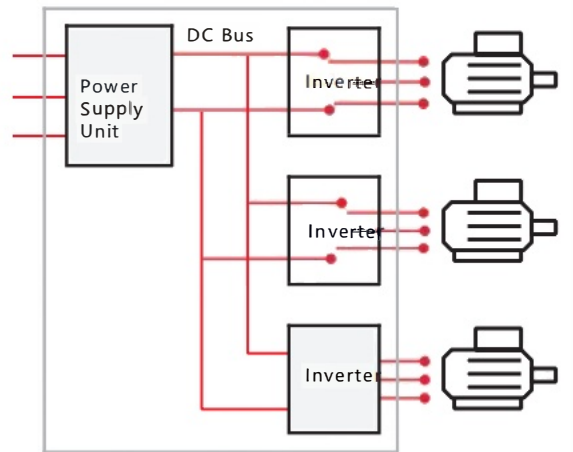 DC Bus
Power
Supply
Unit
Inverter
Inverter
Inverter